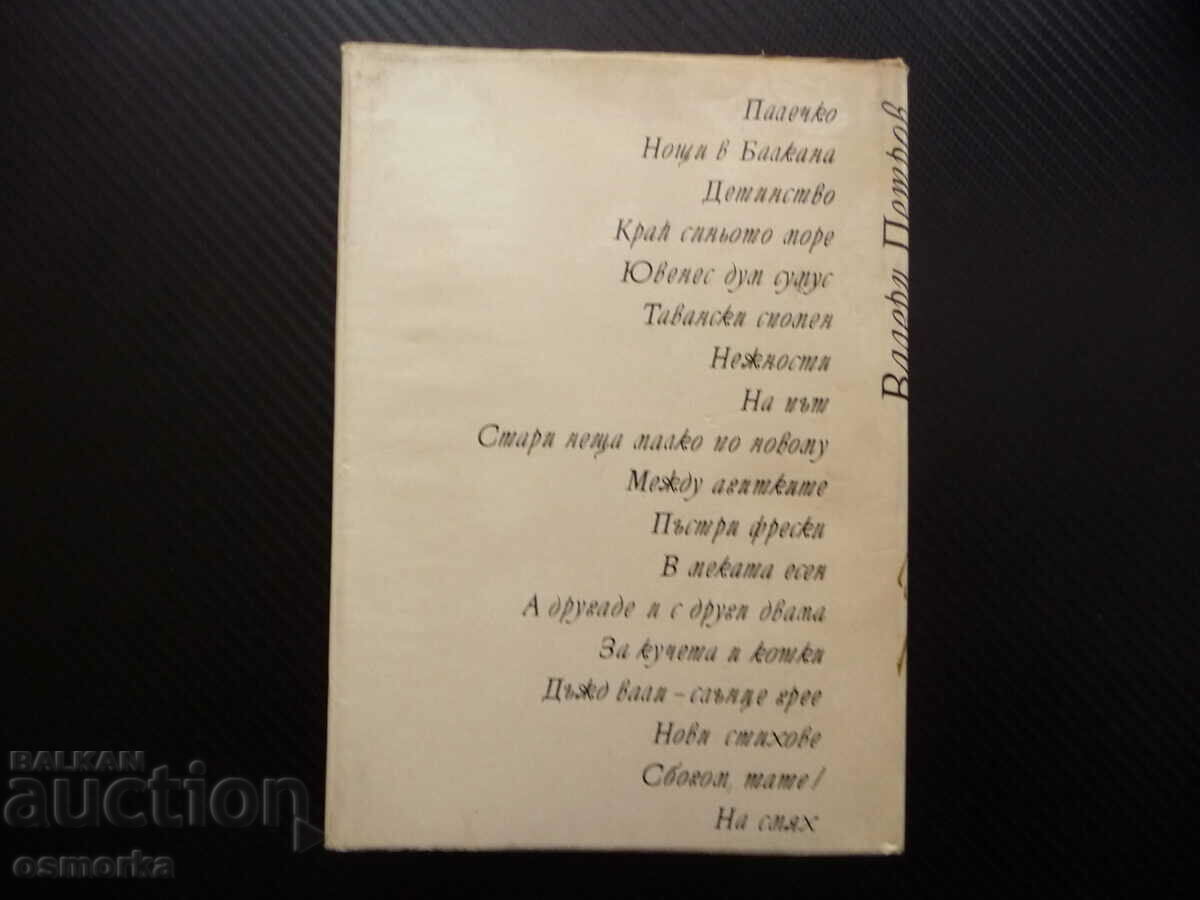 Палечко
Нощи в Балкана
Детинство
Край синьото море
Ювенес дум сумус
Тавански спомен
Нежности
На път
Стари неща малко по новому
Между агитките
Пъстри фрески
В меката есен
А другаде и с други двама
За кучета и котки
Дъжд вали – слънце грее
Нови стихове
Сбогом, тате!
На смях
Валери Петров
BALKAN
auction
osmorka